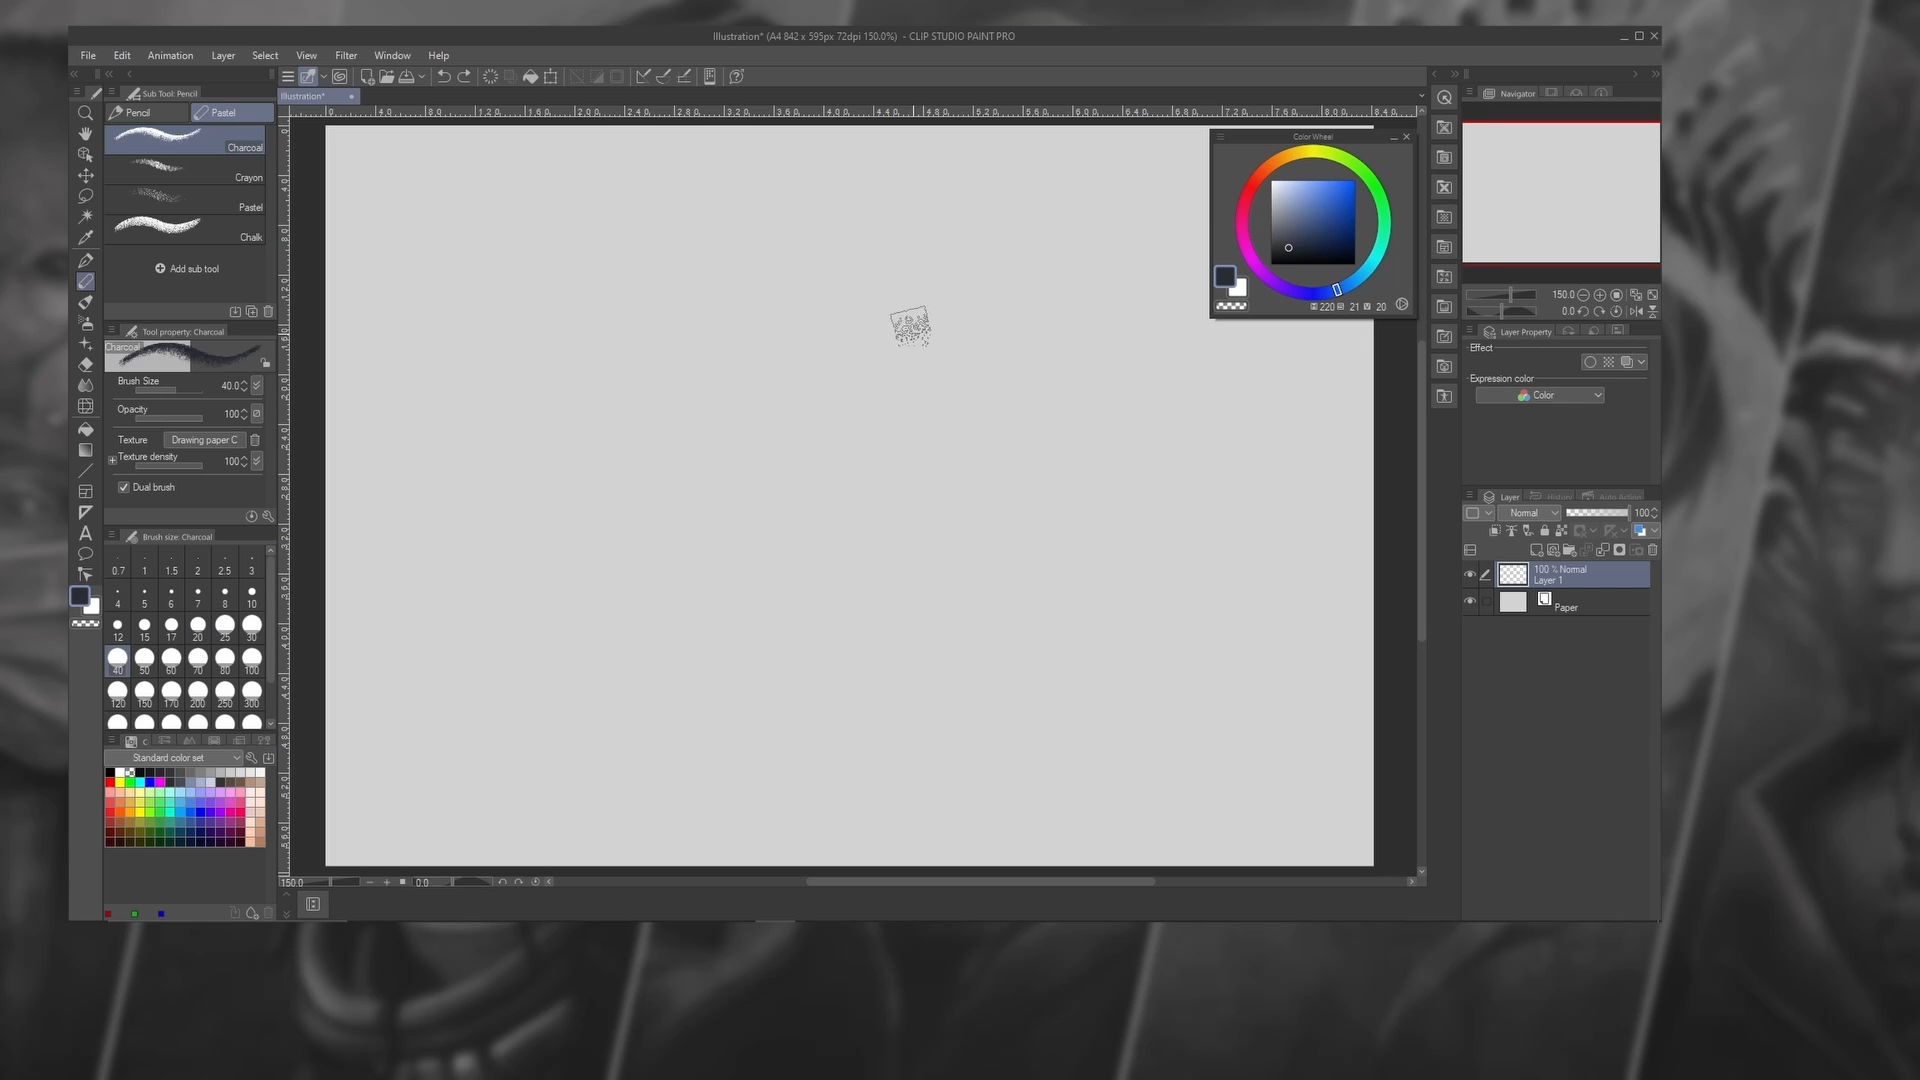 Illustration* (A4 842 x 595px 72dpi 150.0%) - CLIP STUDIO PAINT PRO
File Edit Animation Layer Select View Filter Window Help
Sub Tool: Pencil
Pencil Pastel
Charcoal
Crayon
Pastel
Chalk
Add sub tool
Tool property: Charcoal
Charcoal
Brush Size 40.0
Opacity 100
Texture Drawing paper C
Texture density 100
Dual brush
Brush size: Charcoal
0.7 1 1.5 2 2.5 3
4 5 6 7 8 10
12 15 17 20 25 30
40 50 60 70 80 100
120 150 170 200 250 300
C
Standard color set
Illustration*
150.0
0.0
Color Wheel
220 21 20
Navigator
150.0
0.0
Layer Property
Effect
Expression color
Color
Layer History Auto Action
Normal 100
100 % Normal
Layer 1
Paper